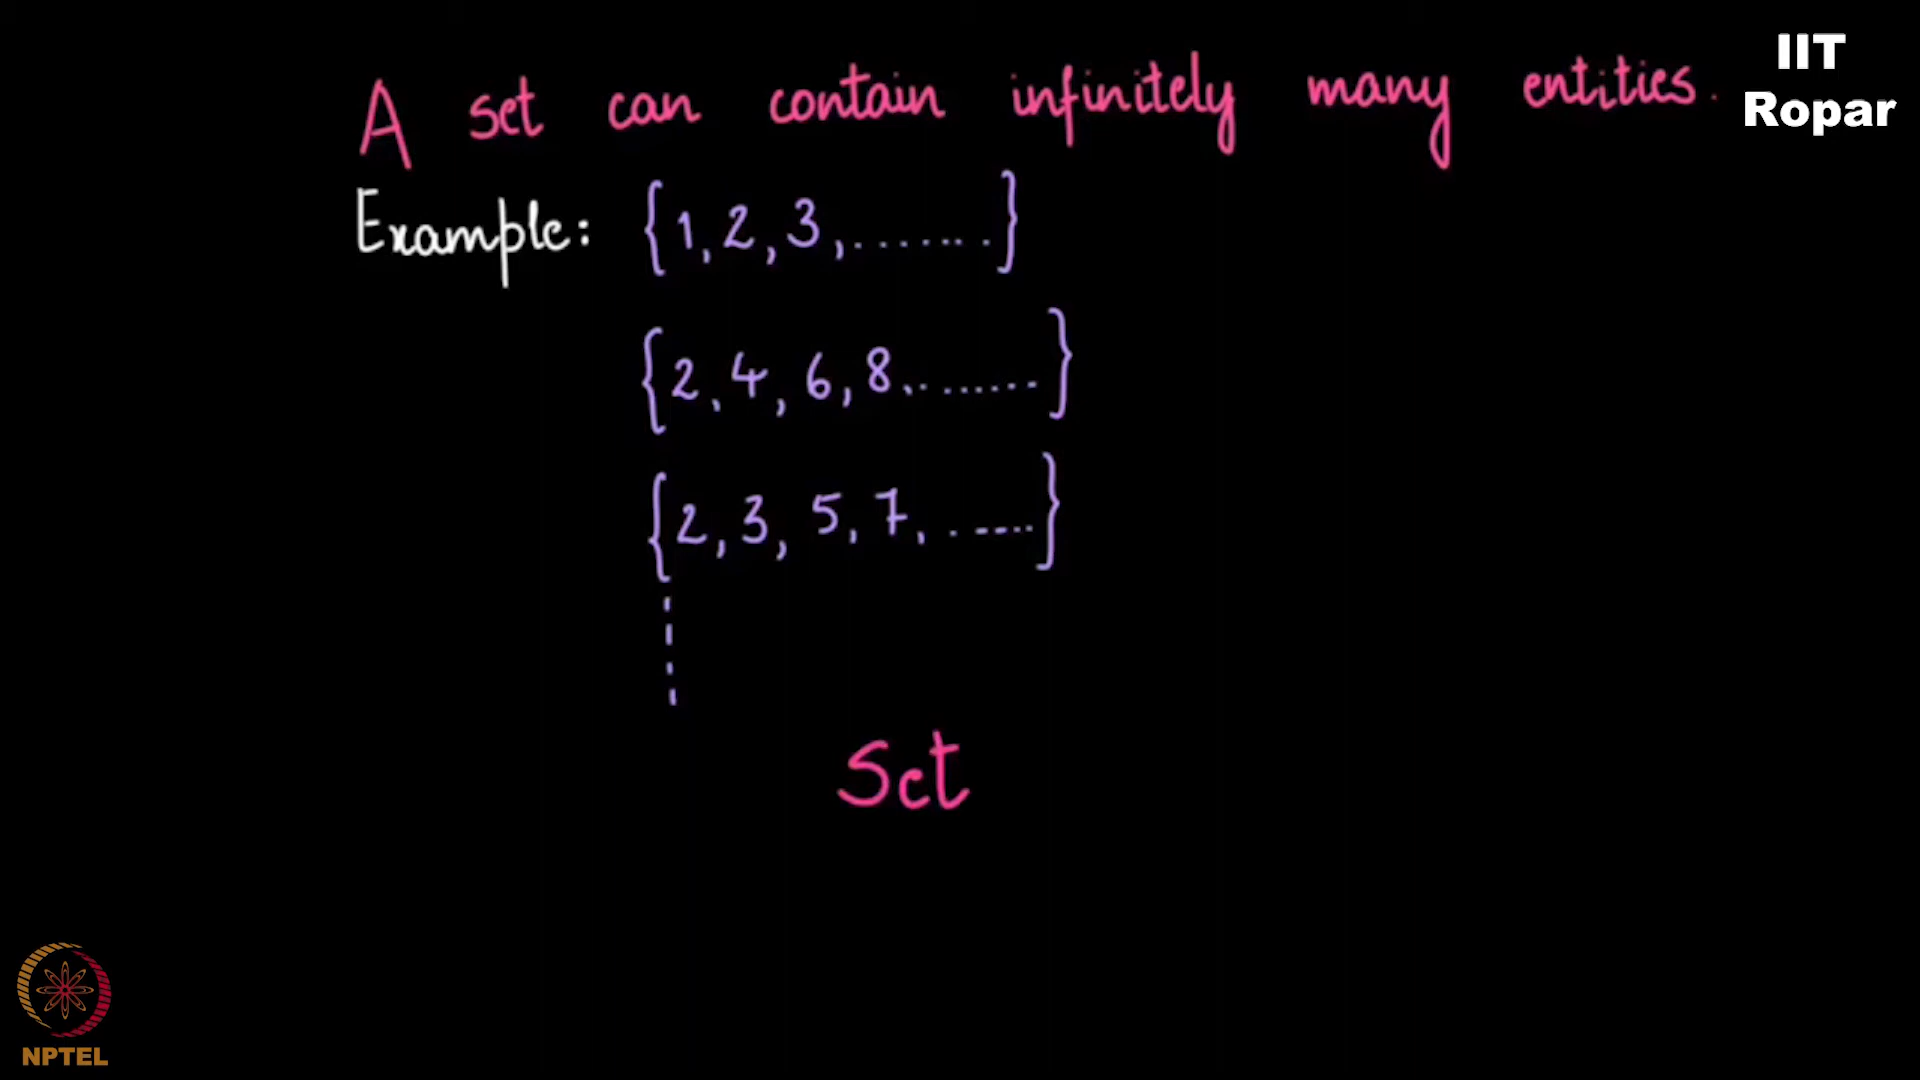 A set can contain infinitely many entities.
IIT
Ropar
Example: {1, 2, 3, ........}
{2, 4, 6, 8, ........}
{2, 3, 5, 7, ......}
Set
NPTEL